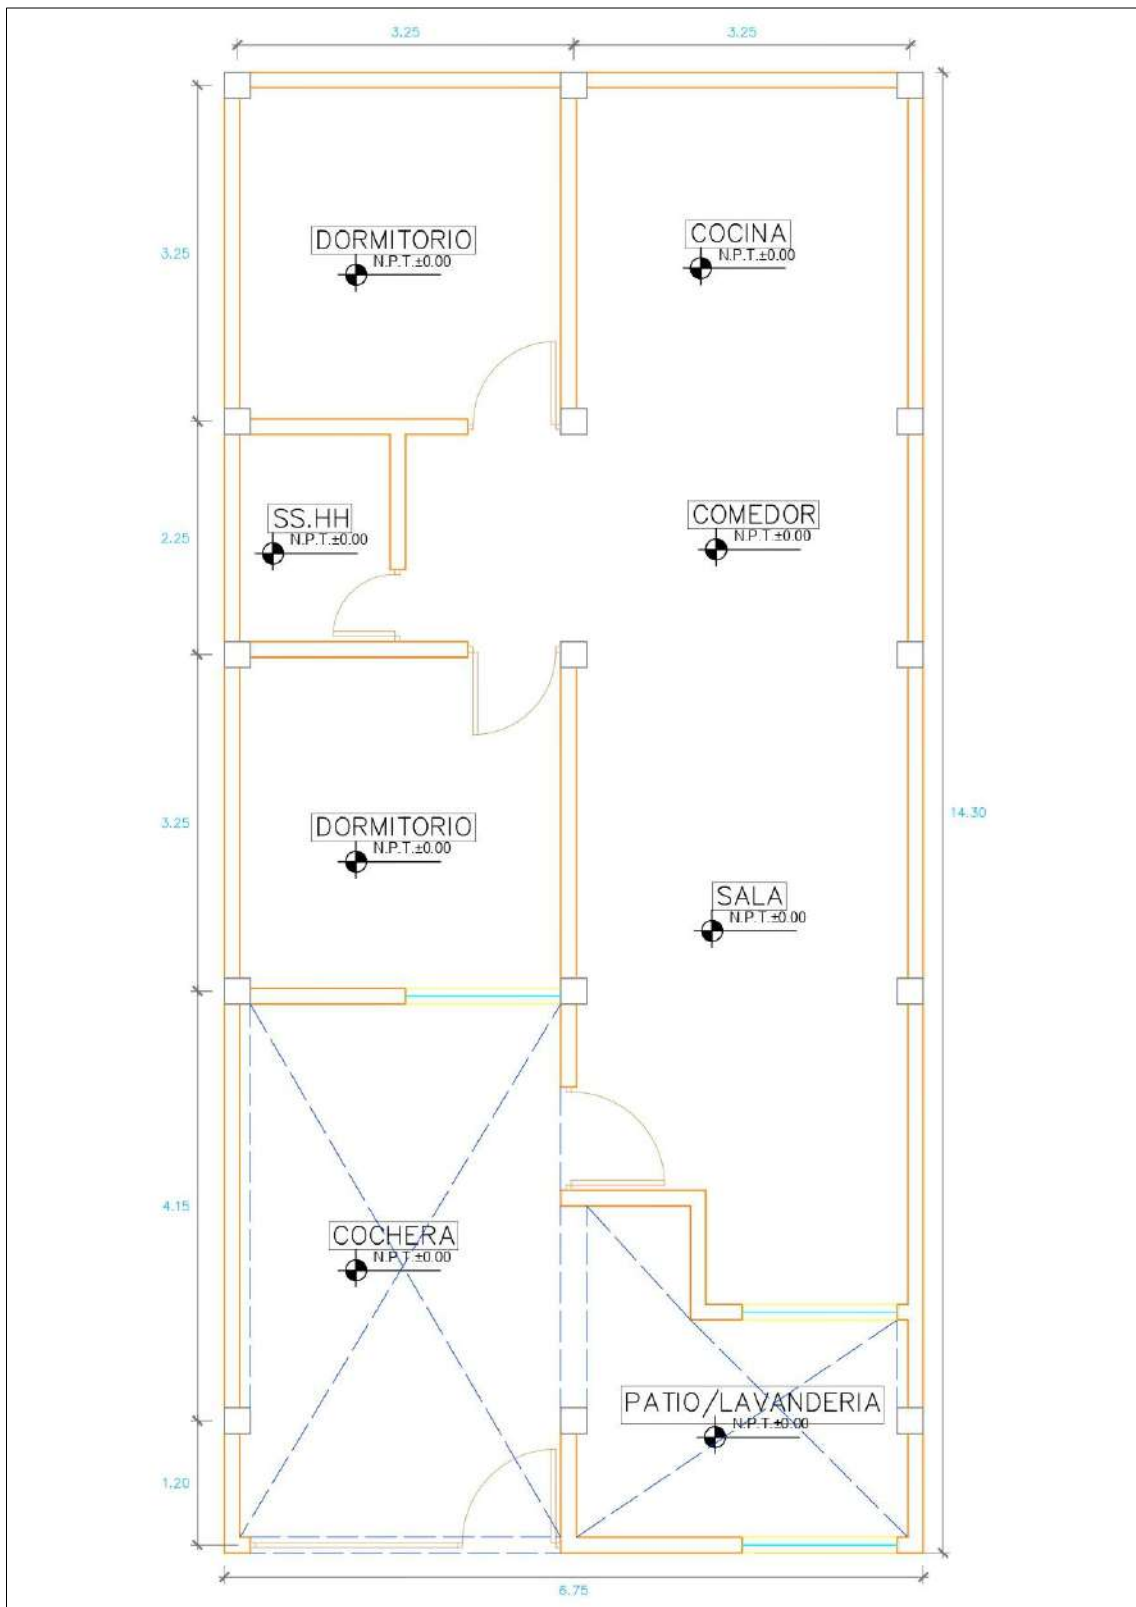 3.25
3.25
DORMITORIO
N.P.T.±0.00
COCINA
N.P.T.±0.00
3.25
SS.HH
N.P.T.±0.00
COMEDOR
N.P.T.±0.00
2.25
DORMITORIO
N.P.T.±0.00
3.25
14.30
SALA
N.P.T.±0.00
4.15
COCHERA
N.P.T.±0.00
PATIO/LAVANDERIA
N.P.T.±0.00
1.20
6.75